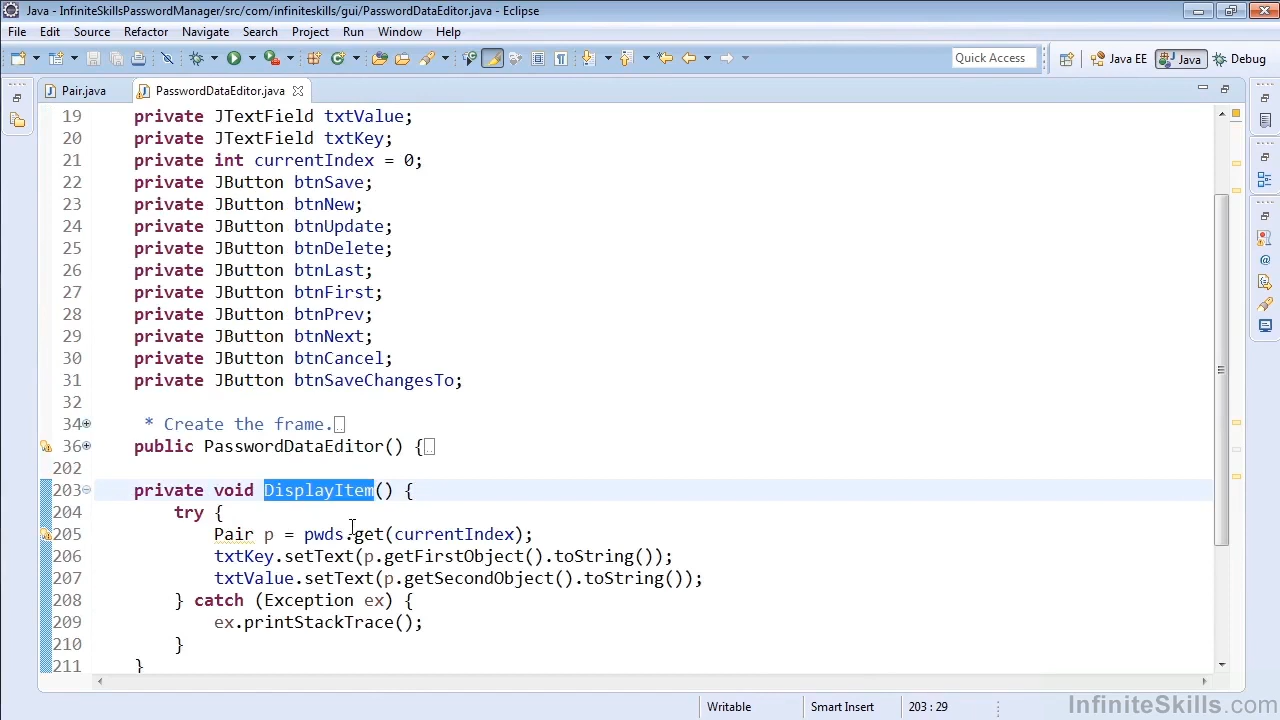 Java - InfiniteSkillsPasswordManager/src/com/infiniteskills/gui/PasswordDataEditor.java - Eclipse
File Edit Source Refactor Navigate Search Project Run Window Help
Quick Access Java EE Java Debug
Pair.java PasswordDataEditor.java
19 private JTextField txtValue;
20 private JTextField txtKey;
21 private int currentIndex = 0;
22 private JButton btnSave;
23 private JButton btnNew;
24 private JButton btnUpdate;
25 private JButton btnDelete;
26 private JButton btnLast;
27 private JButton btnFirst;
28 private JButton btnPrev;
29 private JButton btnNext;
30 private JButton btnCancel;
31 private JButton btnSaveChangesTo;
32
34 * Create the frame.
36 public PasswordDataEditor() {
202
203 private void DisplayItem() {
204 try {
205 Pair p = pwds.get(currentIndex);
206 txtKey.setText(p.getFirstObject().toString());
207 txtValue.setText(p.getSecondObject().toString());
208 } catch (Exception ex) {
209 ex.printStackTrace();
210 }
211 }
Writable Smart Insert 203 : 29
InfiniteSkills.com